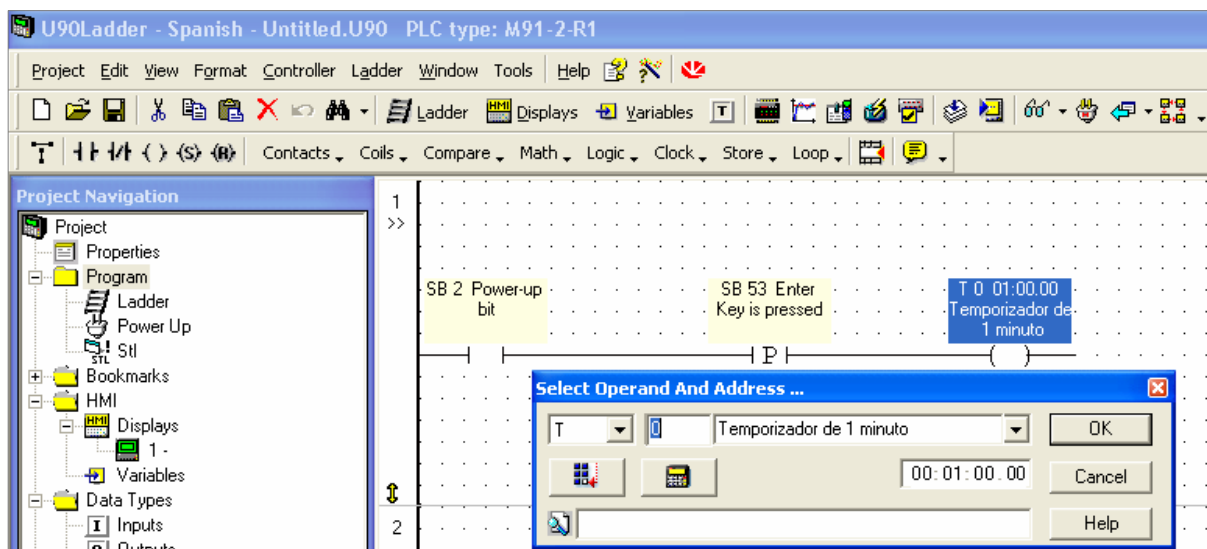 U90Ladder - Spanish - Untitled.U90 PLC type: M91-2-R1
Project Edit View Format Controller Ladder Window Tools Help
Ladder HMI Displays Variables T
T (S) (R) Contacts Coils Compare Math Logic Clock Store Loop
Project Navigation
Project
Properties
Program
Ladder
Power Up
STL Stl
Bookmarks
HMI
HMI Displays
1 -
Variables
Data Types
I Inputs
O Outputs
1
>>
SB 2 Power-up
bit
SB 53 Enter
Key is pressed
T 0 01:00.00
Temporizador de
1 minuto
P
2
Select Operand And Address ...
T 0 Temporizador de 1 minuto OK
00:01:00.00 Cancel
Help